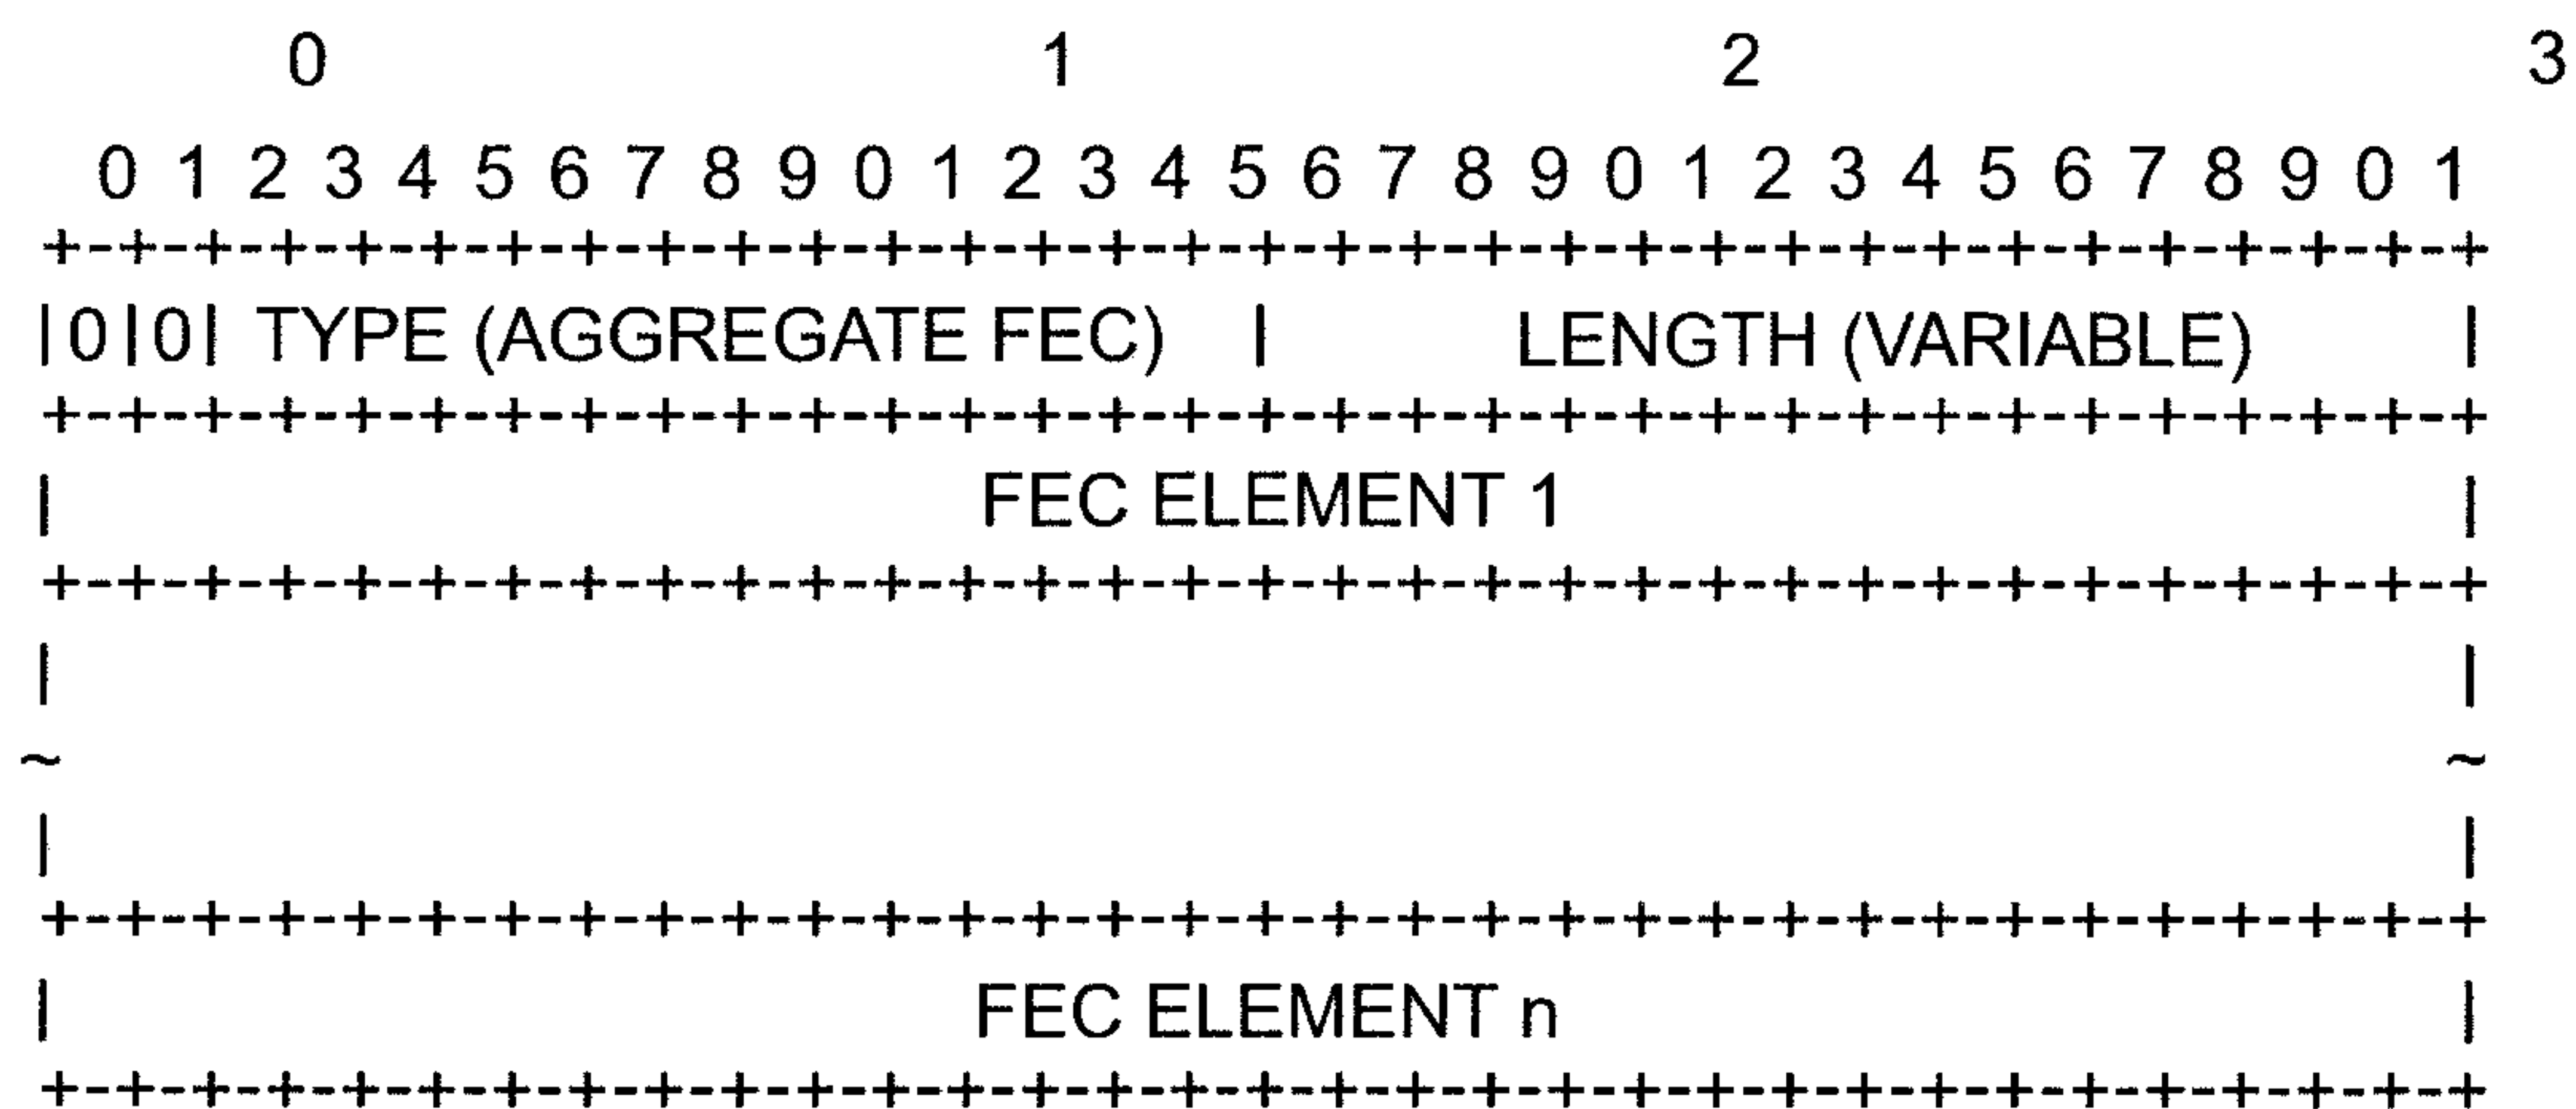 0 1 2 3
0 1 2 3 4 5 6 7 8 9 0 1 2 3 4 5 6 7 8 9 0 1 2 3 4 5 6 7 8 9 0 1
+-+-+-+-+-+-+-+-+-+-+-+-+-+-+-+-+-+-+-+-+-+-+-+-+-+-+-+-+-+-+-+-+
|0|0| TYPE (AGGREGATE FEC) | LENGTH (VARIABLE) |
+-+-+-+-+-+-+-+-+-+-+-+-+-+-+-+-+-+-+-+-+-+-+-+-+-+-+-+-+-+-+-+-+
| FEC ELEMENT 1 |
+-+-+-+-+-+-+-+-+-+-+-+-+-+-+-+-+-+-+-+-+-+-+-+-+-+-+-+-+-+-+-+-+
| |
~ ~
| |
+-+-+-+-+-+-+-+-+-+-+-+-+-+-+-+-+-+-+-+-+-+-+-+-+-+-+-+-+-+-+-+-+
| FEC ELEMENT n |
+-+-+-+-+-+-+-+-+-+-+-+-+-+-+-+-+-+-+-+-+-+-+-+-+-+-+-+-+-+-+-+-+